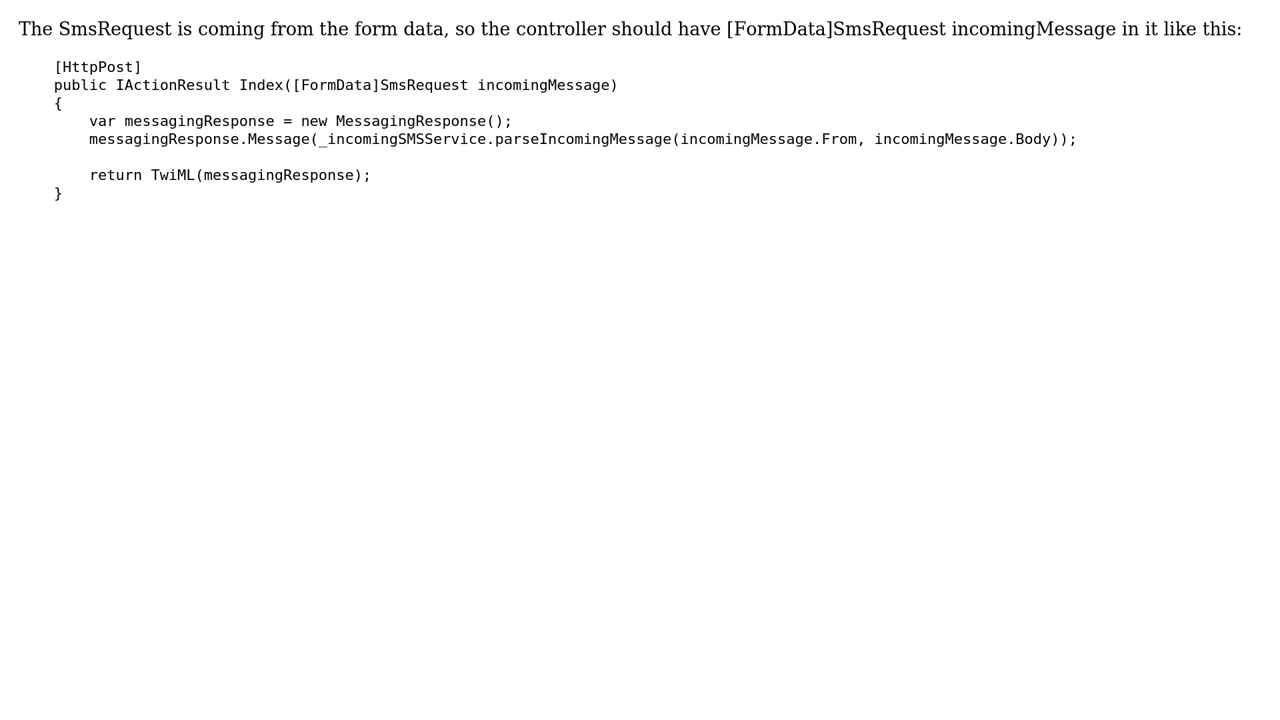 The SmsRequest is coming from the form data, so the controller should have [FormData]SmsRequest incomingMessage in it like this:
[HttpPost]
public IActionResult Index([FormData]SmsRequest incomingMessage)
{
    var messagingResponse = new MessagingResponse();
    messagingResponse.Message(_incomingSMSService.parseIncomingMessage(incomingMessage.From, incomingMessage.Body));

    return TwiML(messagingResponse);
}